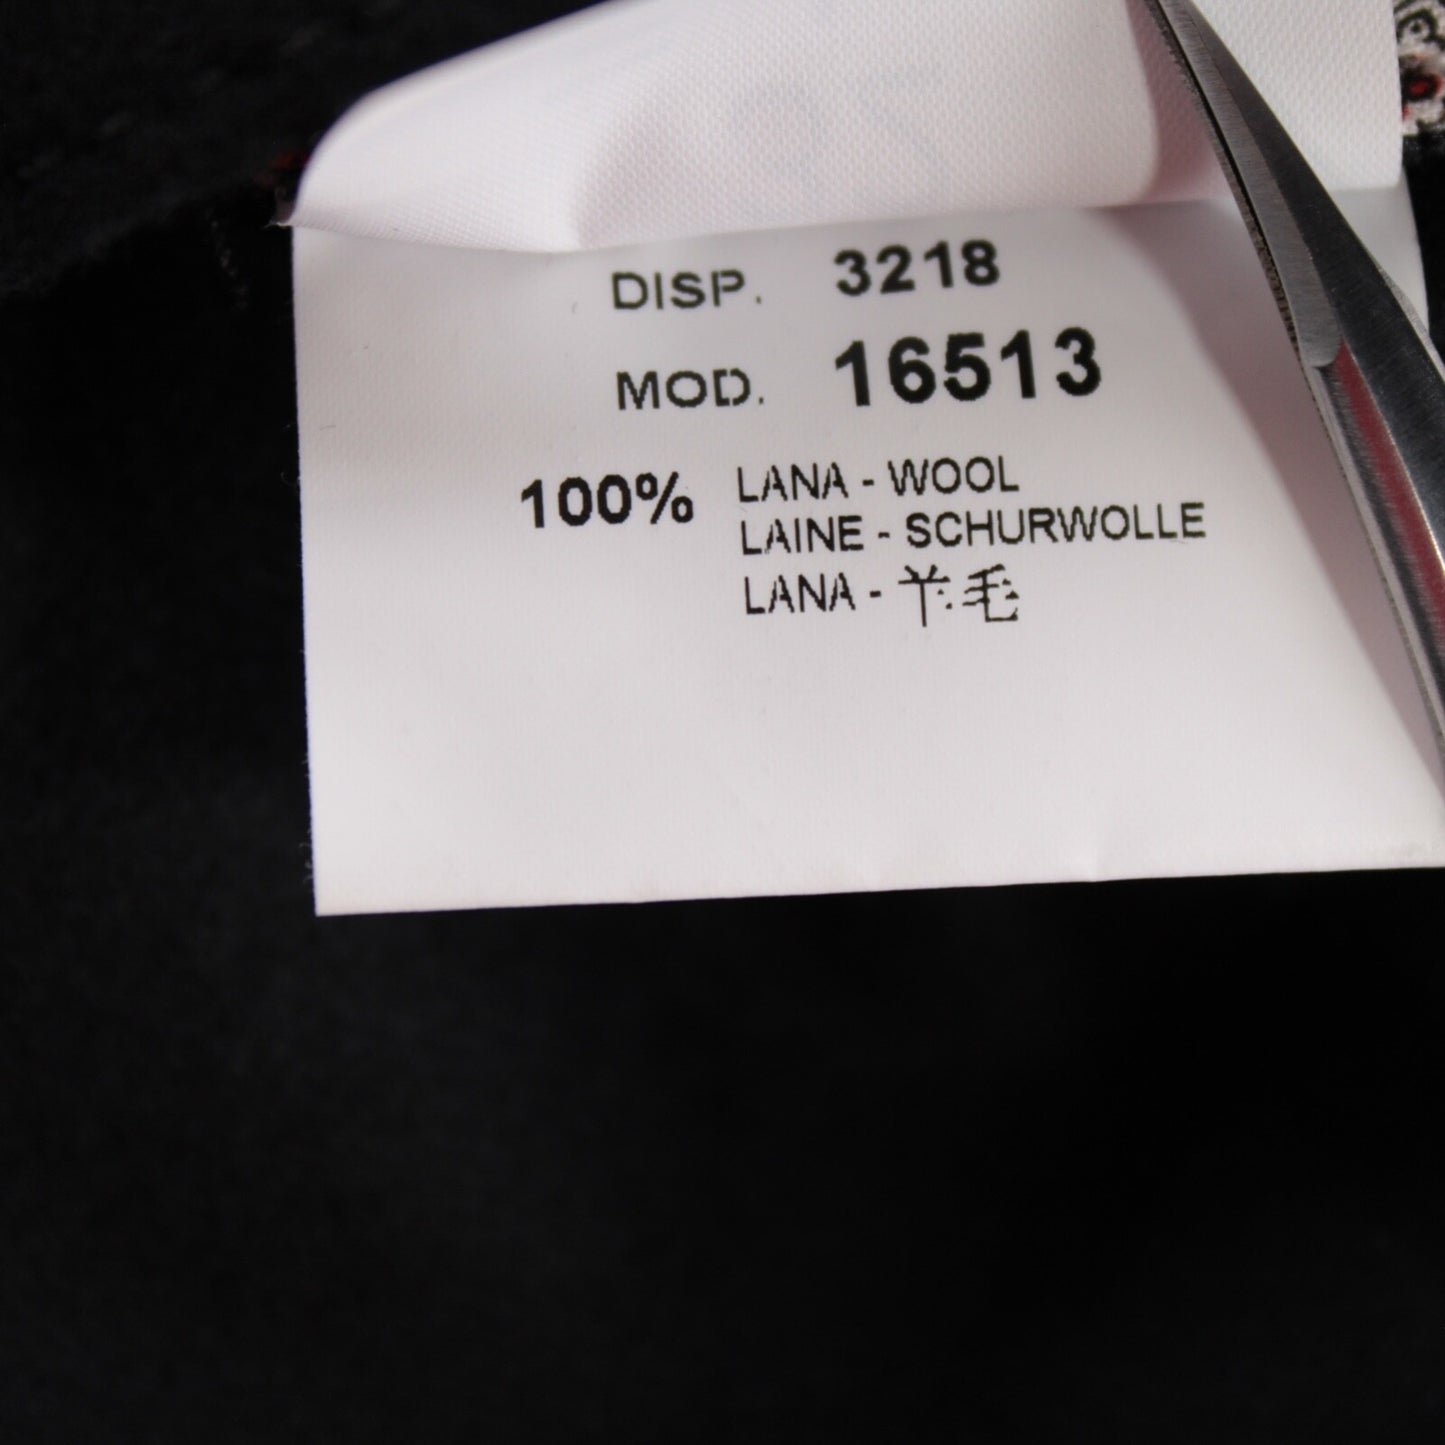 DISP. 3218
MOD. 16513
100% LANA - WOOL
LAINE - SCHURWOLLE
LANA - 羊毛